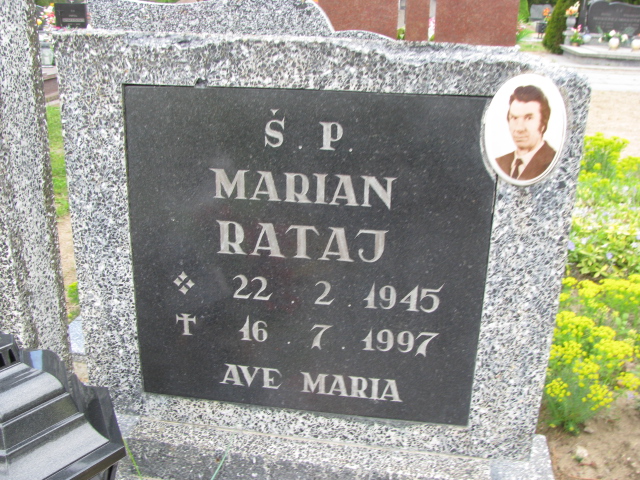 Ś. P.
MARIAN
RATAJ
22. 2. 1945
16. 7. 1997
AVE MARIA